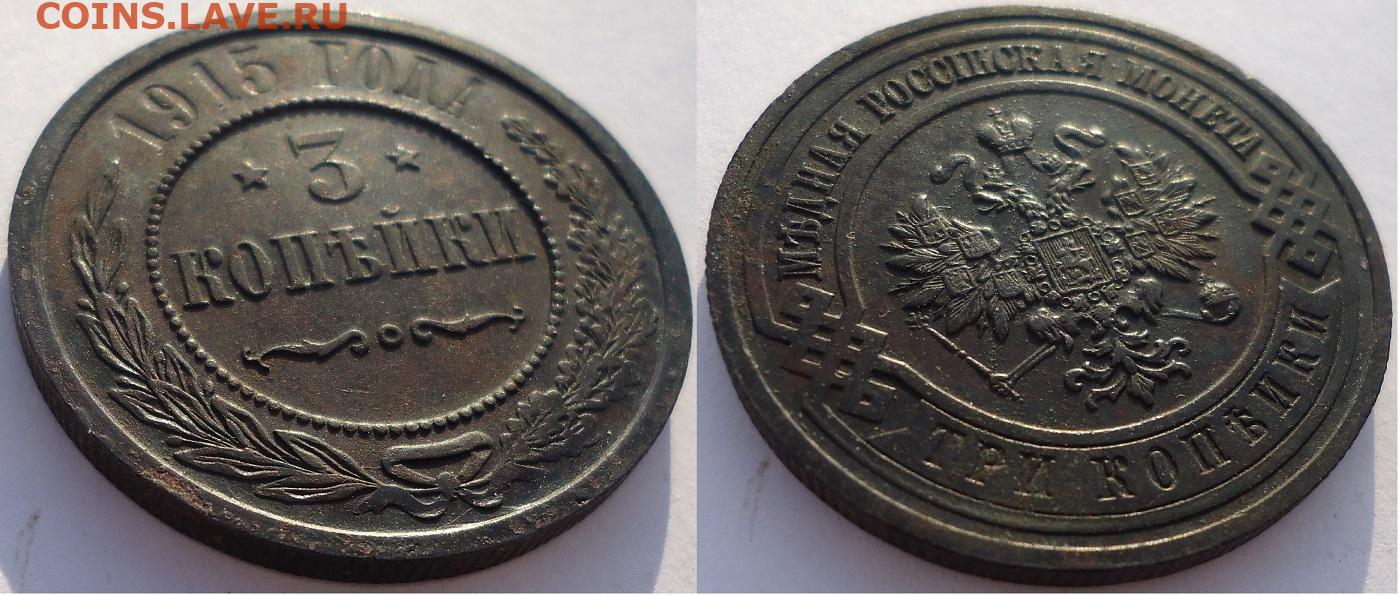 COINS.LAVE.RU
1915 ГОДА
3
КОПѢЙКИ
МѢДНАЯ РОССІЙСКАЯ МОНЕТА
ТРИ КОПѢЙКИ